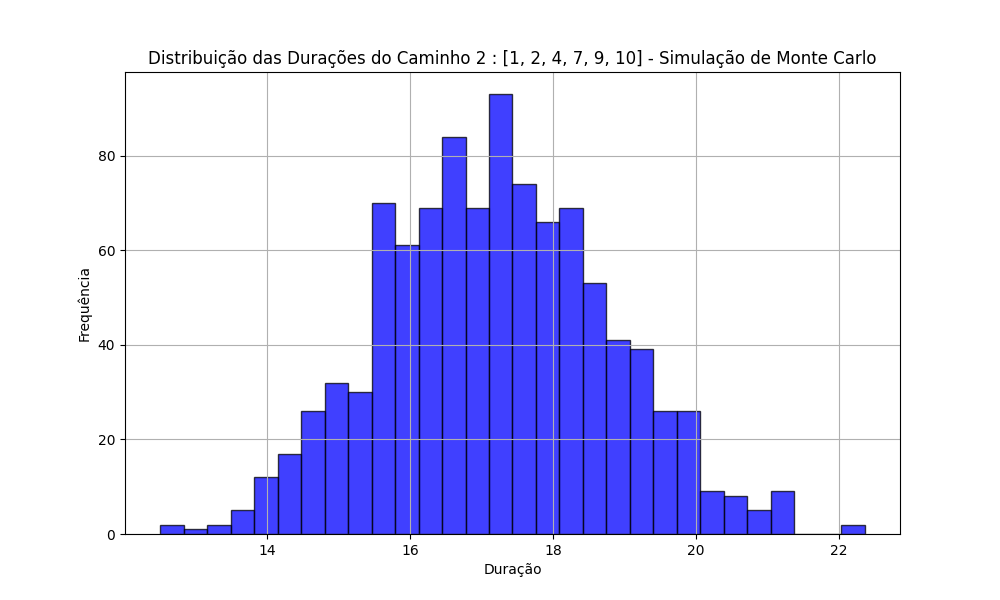 Distribuição das Durações do Caminho 2 : [1, 2, 4, 7, 9, 10] - Simulação de Monte Carlo
Frequência
80
60
40
20
0
14 16 18 20 22
Duração